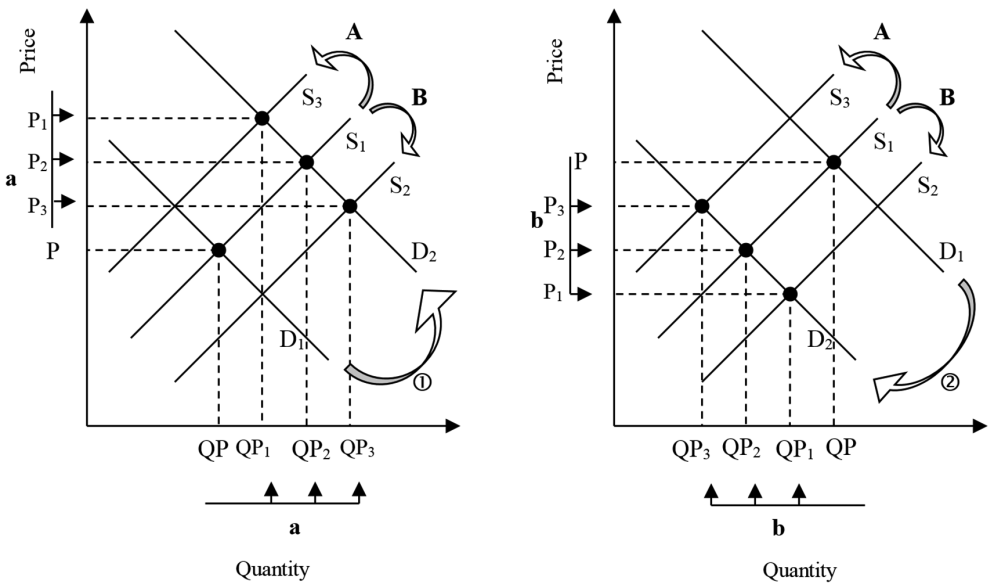 Price
A
B
S₃
S₁
S₂
P₁
P₂
P₃
P
a
D₂
D₁
①
QP QP₁ QP₂ QP₃
a
Quantity
Price
A
B
S₃
S₁
S₂
P
P₃
b
P₂
P₁
D₁
D₂
②
QP₃ QP₂ QP₁ QP
b
Quantity